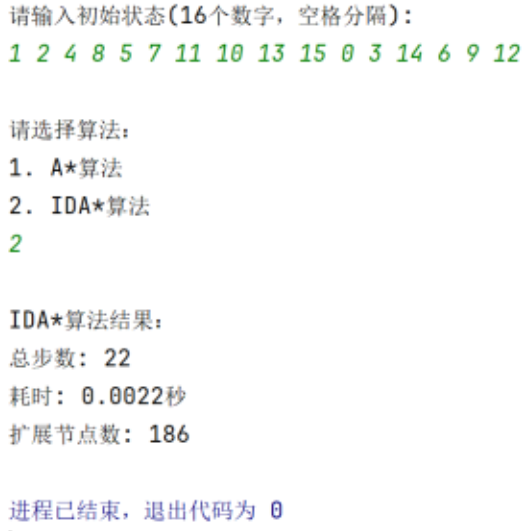 请输入初始状态(16个数字，空格分隔):
1 2 4 8 5 7 11 10 13 15 0 3 14 6 9 12
请选择算法：
1. A*算法
2. IDA*算法
2
IDA*算法结果：
总步数: 22
耗时: 0.0022秒
扩展节点数: 186
进程已结束，退出代码为 0